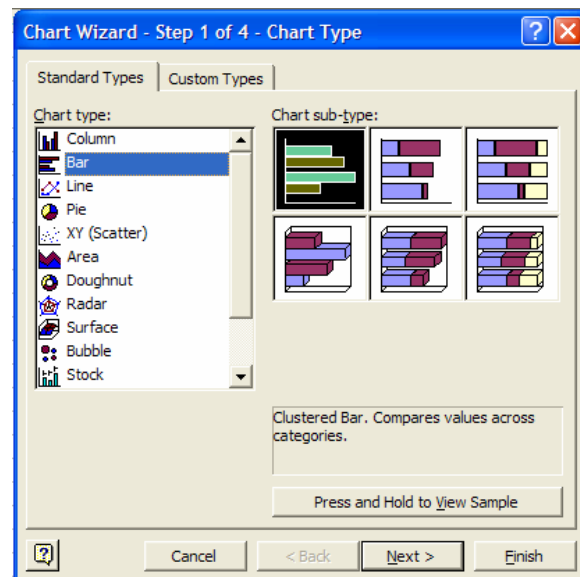 Chart Wizard - Step 1 of 4 - Chart Type
Standard Types
Custom Types
Chart type:
Chart sub-type:
Column
Bar
Line
Pie
XY (Scatter)
Area
Doughnut
Radar
Surface
Bubble
Stock
Clustered Bar. Compares values across
categories.
Press and Hold to View Sample
Cancel
< Back
Next >
Finish